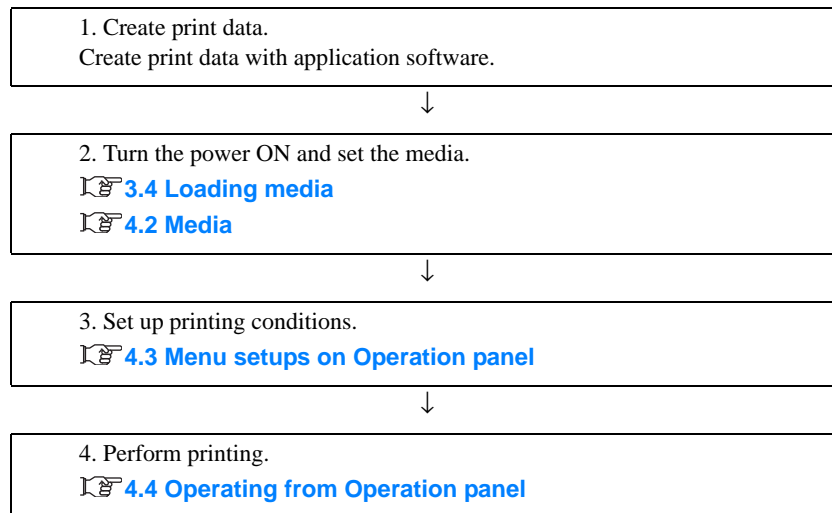 1. Create print data.
Create print data with application software.
↓
2. Turn the power ON and set the media.
3.4 Loading media
4.2 Media
↓
3. Set up printing conditions.
4.3 Menu setups on Operation panel
↓
4. Perform printing.
4.4 Operating from Operation panel